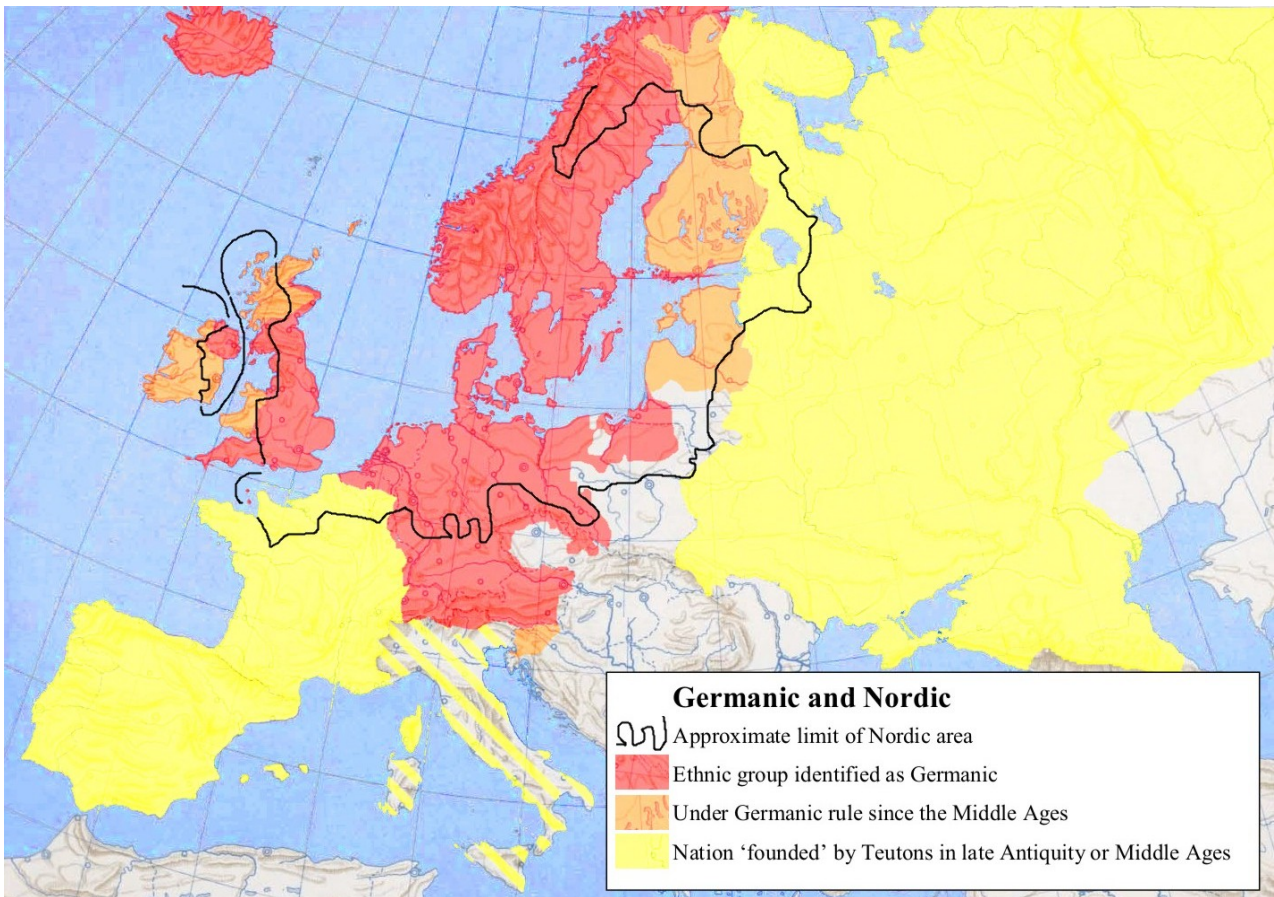 Germanic and Nordic
Approximate limit of Nordic area
Ethnic group identified as Germanic
Under Germanic rule since the Middle Ages
Nation ‘founded’ by Teutons in late Antiquity or Middle Ages